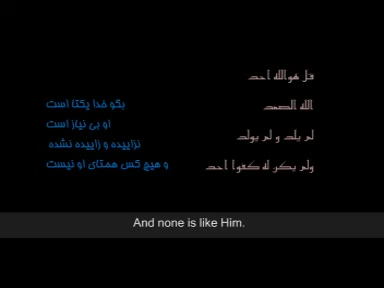 قل هو الله احد
الله الصمد
لم یلد و لم یولد
ولم یکن له کفوا احد
بگو خدا یکتا است
او بی نیاز است
نزاییده و زاییده نشده
و هیچ کس همتای او نیست
And none is like Him.